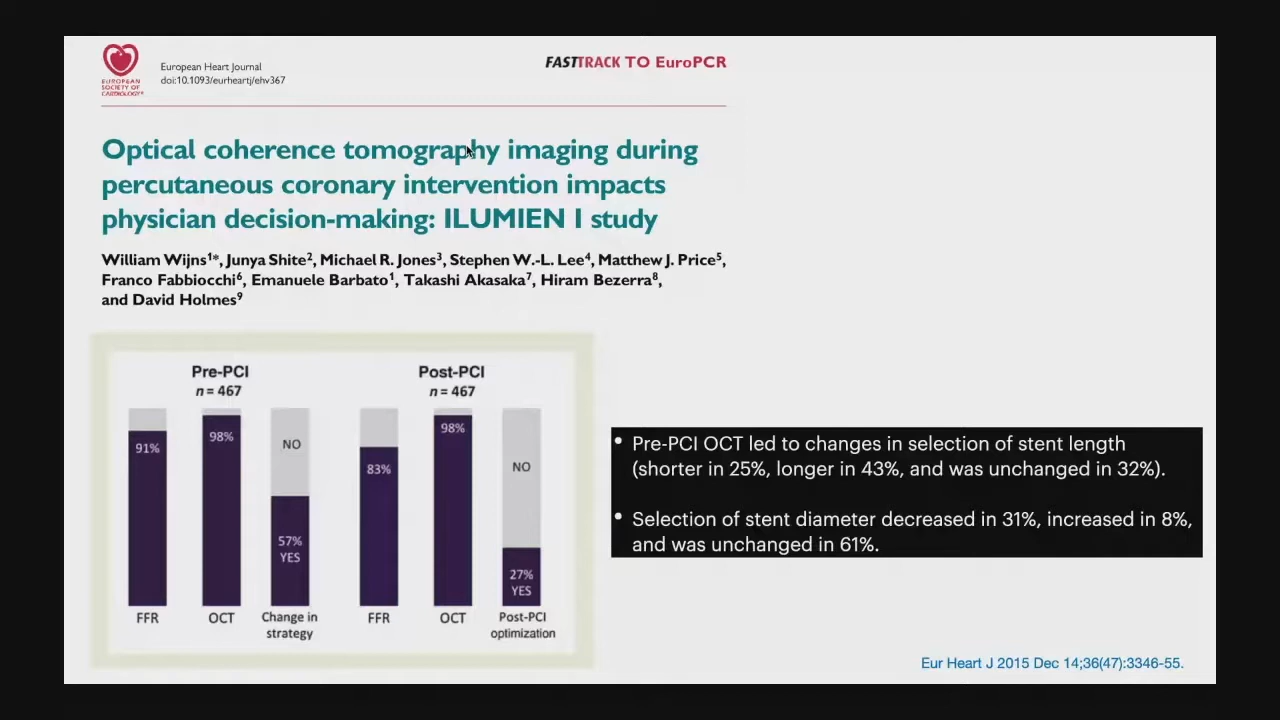 EUROPEAN
SOCIETY OF
CARDIOLOGY®
European Heart Journal
doi:10.1093/eurheartj/ehv367
FASTTRACK TO EuroPCR
Optical coherence tomography imaging during
percutaneous coronary intervention impacts
physician decision-making: ILUMIEN I study
William Wijns1*, Junya Shite2, Michael R. Jones3, Stephen W.-L. Lee4, Matthew J. Price5,
Franco Fabbiocchi6, Emanuele Barbato1, Takashi Akasaka7, Hiram Bezerra8,
and David Holmes9
Pre-PCI
n = 467
91%
98%
NO
57%
YES
FFR
OCT
Change in
strategy
Post-PCI
n = 467
83%
98%
NO
27%
YES
FFR
OCT
Post-PCI
optimization
• Pre-PCI OCT led to changes in selection of stent length
(shorter in 25%, longer in 43%, and was unchanged in 32%).
• Selection of stent diameter decreased in 31%, increased in 8%,
and was unchanged in 61%.
Eur Heart J 2015 Dec 14;36(47):3346-55.